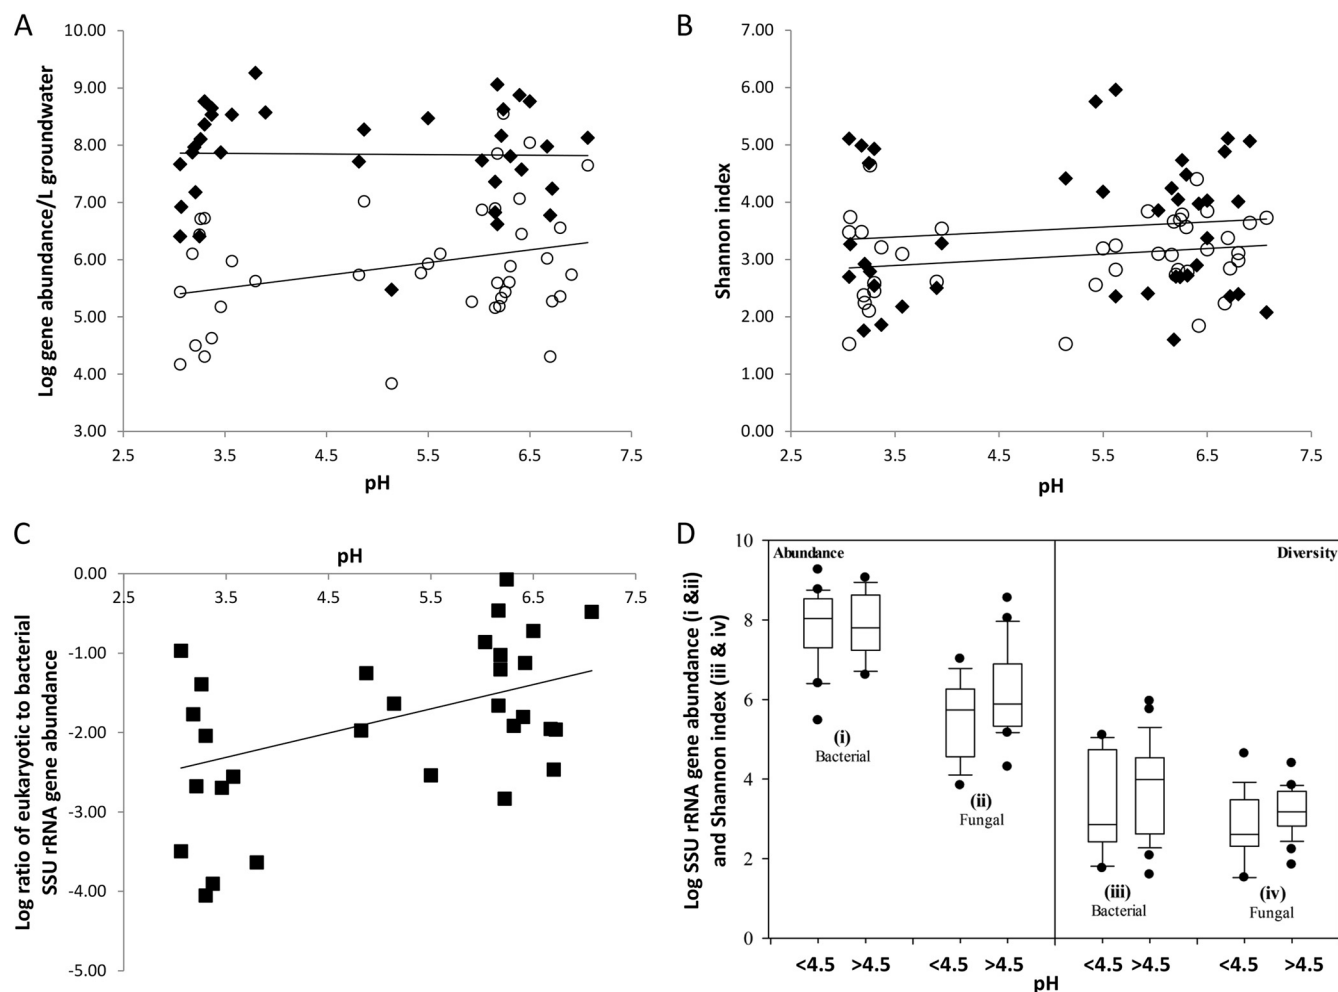 A
10.00
9.00
8.00
7.00
6.00
5.00
4.00
3.00
2.5 3.5 4.5 5.5 6.5 7.5
pH
Log gene abundance/L groundwater
B
7.00
6.00
5.00
4.00
3.00
2.00
1.00
0.00
2.5 3.5 4.5 5.5 6.5 7.5
pH
Shannon index
C
pH
0.00
2.5 3.5 4.5 5.5 6.5 7.5
-1.00
-2.00
-3.00
-4.00
-5.00
Log ratio of eukaryotic to bacterial
SSU rRNA gene abundance
D
10
8
6
4
2
0
Log SSU rRNA gene abundance (i &ii)
and Shannon index (iii & iv)
Abundance Diversity
(i)
Bacterial
(ii)
Fungal
(iii)
Bacterial
(iv)
Fungal
<4.5 >4.5 <4.5 >4.5 <4.5 >4.5 <4.5 >4.5
pH